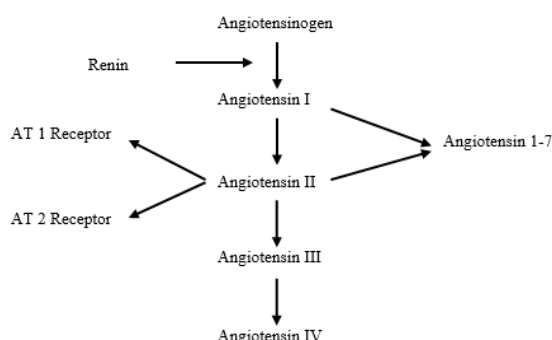 Angiotensinogen
Renin
Angiotensin I
AT 1 Receptor
Angiotensin 1-7
Angiotensin II
AT 2 Receptor
Angiotensin III
Angiotensin IV